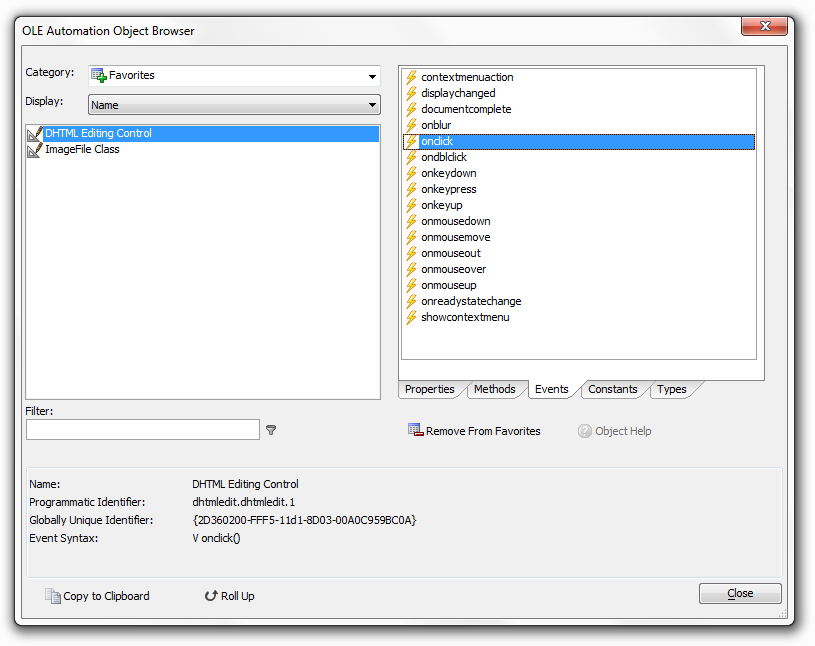 OLE Automation Object Browser
Category:
Favorites
Display:
Name
DHTML Editing Control
ImageFile Class
contextmenuaction
displaychanged
documentcomplete
onblur
onclick
ondblclick
onkeydown
onkeypress
onkeyup
onmousedown
onmousemove
onmouseout
onmouseover
onmouseup
onreadystatechange
showcontextmenu
Properties Methods Events Constants Types
Filter:
Remove From Favorites
Object Help
Name: DHTML Editing Control
Programmatic Identifier: dhtmledit.dhtmledit.1
Globally Unique Identifier: {2D360200-FFF5-11d1-8D03-00A0C959BC0A}
Event Syntax: V onclick()
Copy to Clipboard Roll Up Close